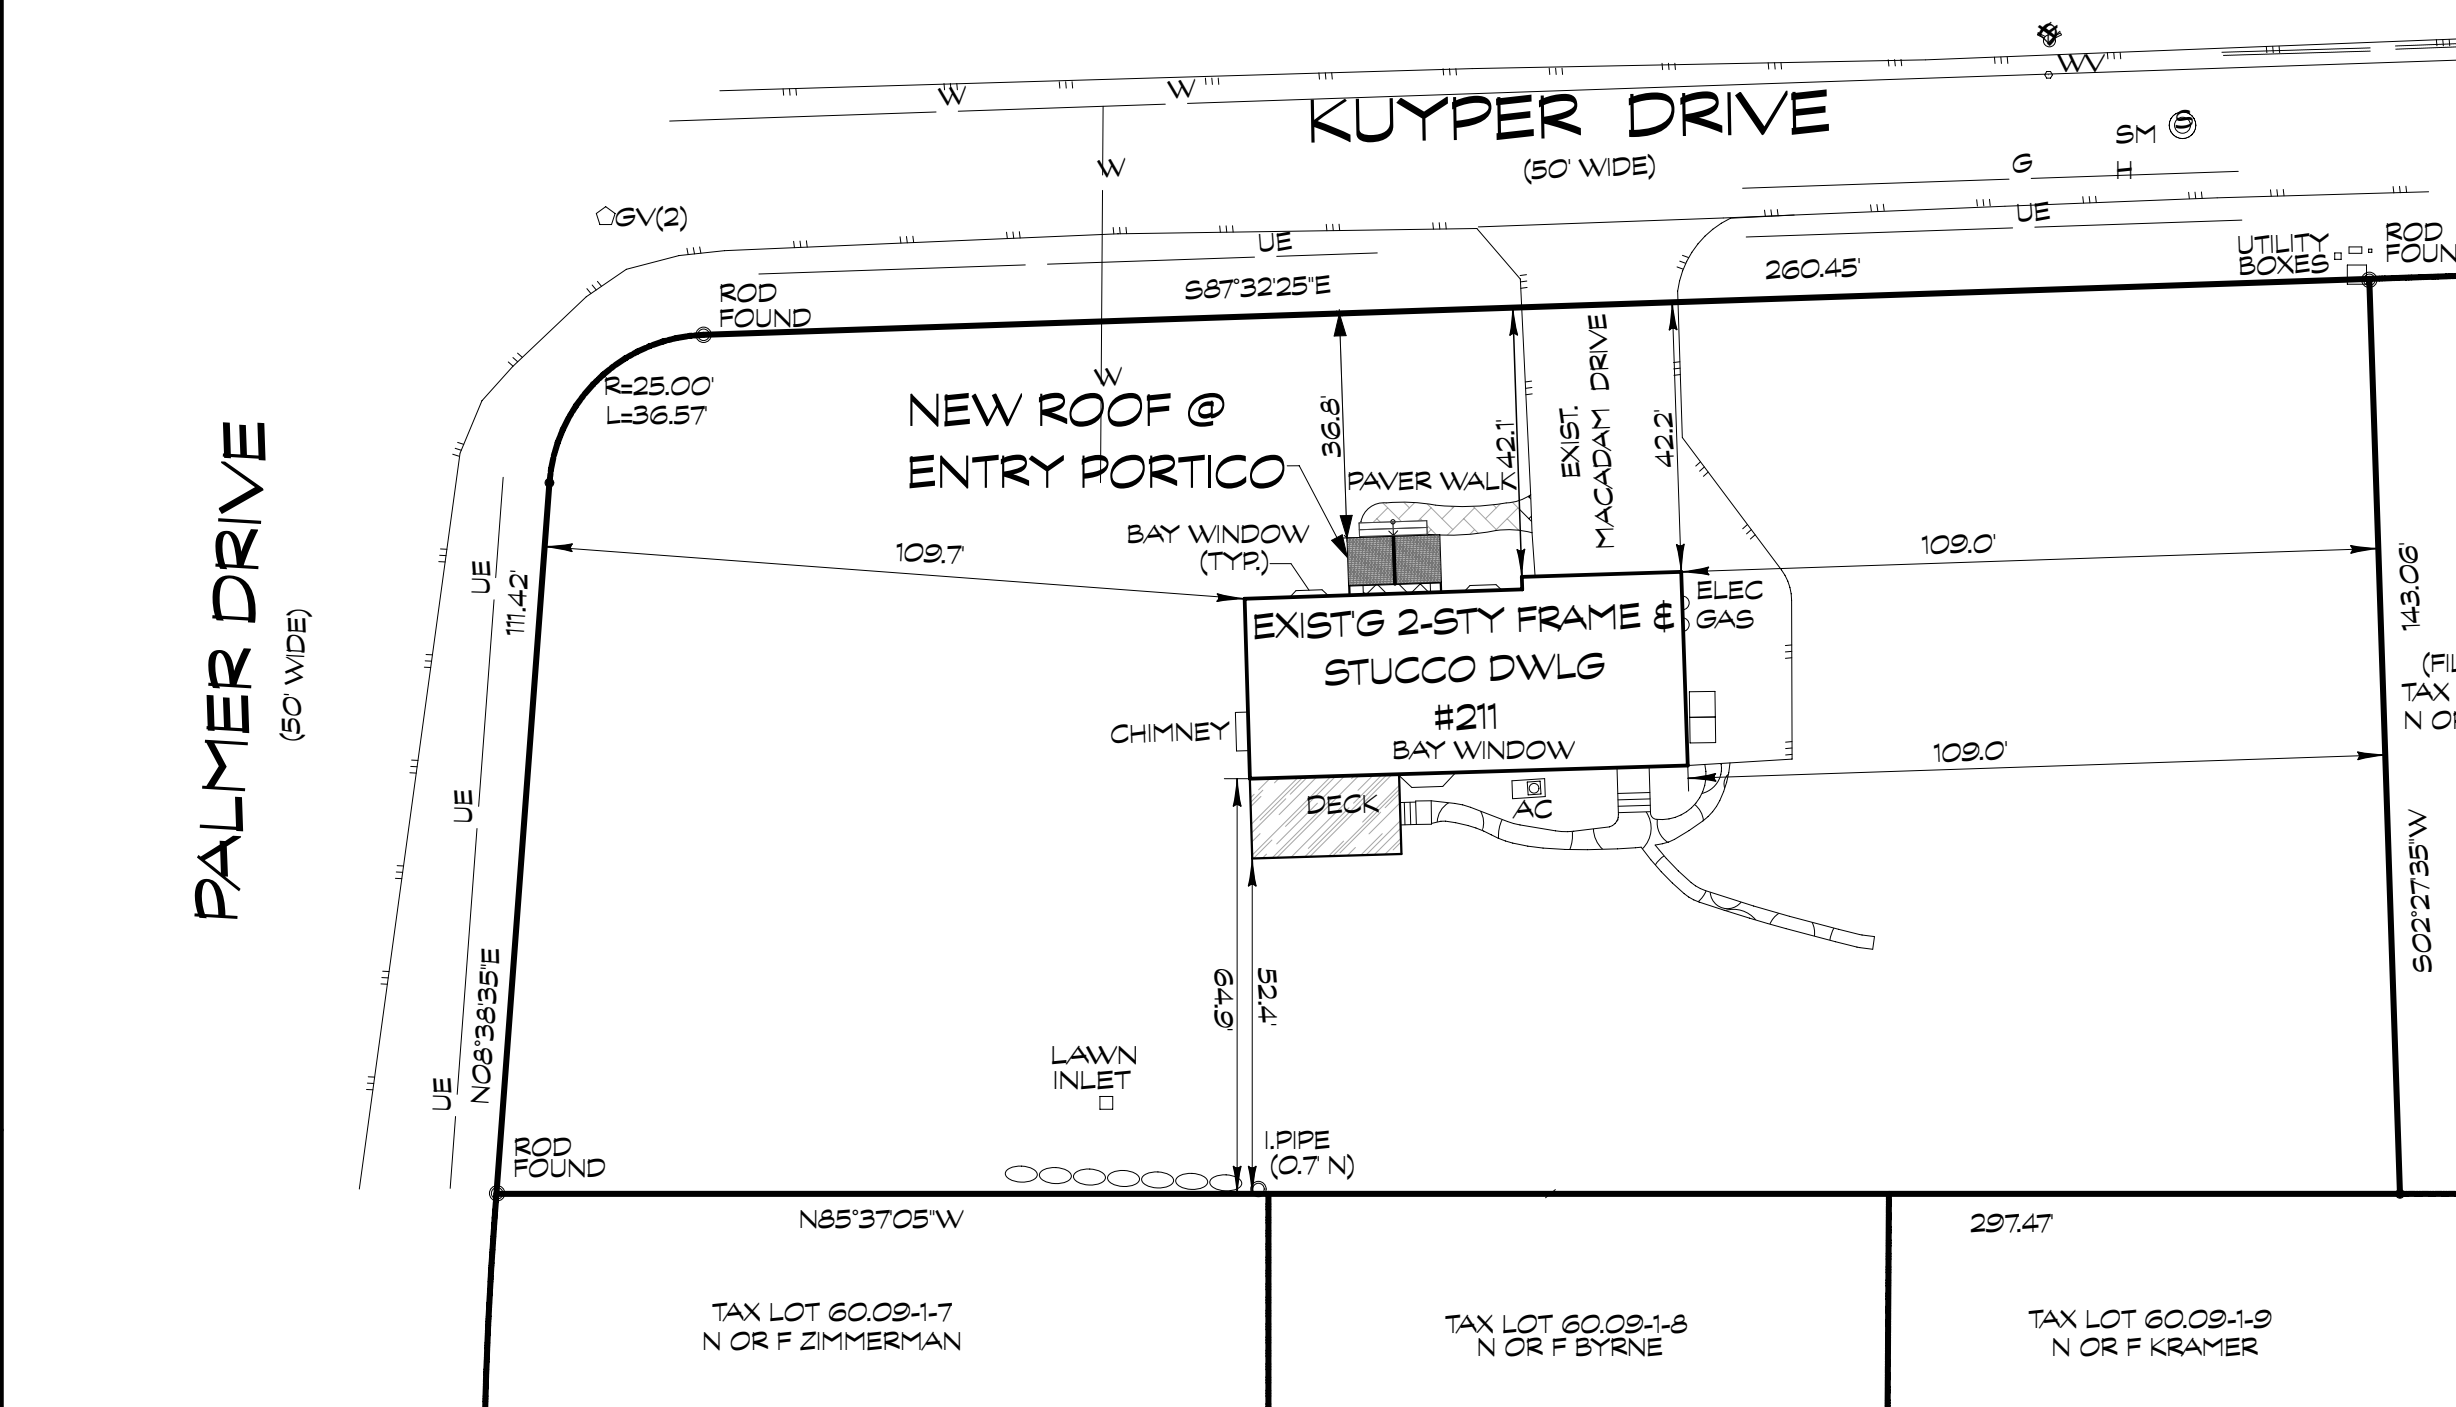 KUYPER DRIVE
(50' WIDE)
W
W
W
W
WV
SM
S
H
G
UE
UE
GV(2)
UTILITY
BOXES
ROD
FOUND
S87°32'25"E
260.45'
R=25.00'
L=36.57'
NEW ROOF @
ENTRY PORTICO
36.8'
42.1'
EXIST.
MACADAM DRIVE
42.2'
PAVER WALK
BAY WINDOW
(TYP.)
PALMER DRIVE
(50' WIDE)
UE
UE
UE
111.42'
N08°38'35"E
109.7'
109.0'
ELEC
GAS
EXIST'G 2-STY FRAME &
STUCCO DWLG
#211
BAY WINDOW
CHIMNEY
109.0'
143.06'
S02°27'35"W
TAX
DECK
AC
64.9'
52.4'
LAWN
INLET
I.PIPE
(0.7' N)
ROD
FOUND
N85°37'05"W
297.47'
TAX LOT 60.09-1-7
N OR F ZIMMERMAN
TAX LOT 60.09-1-8
N OR F BYRNE
TAX LOT 60.09-1-9
N OR F KRAMER
ROD